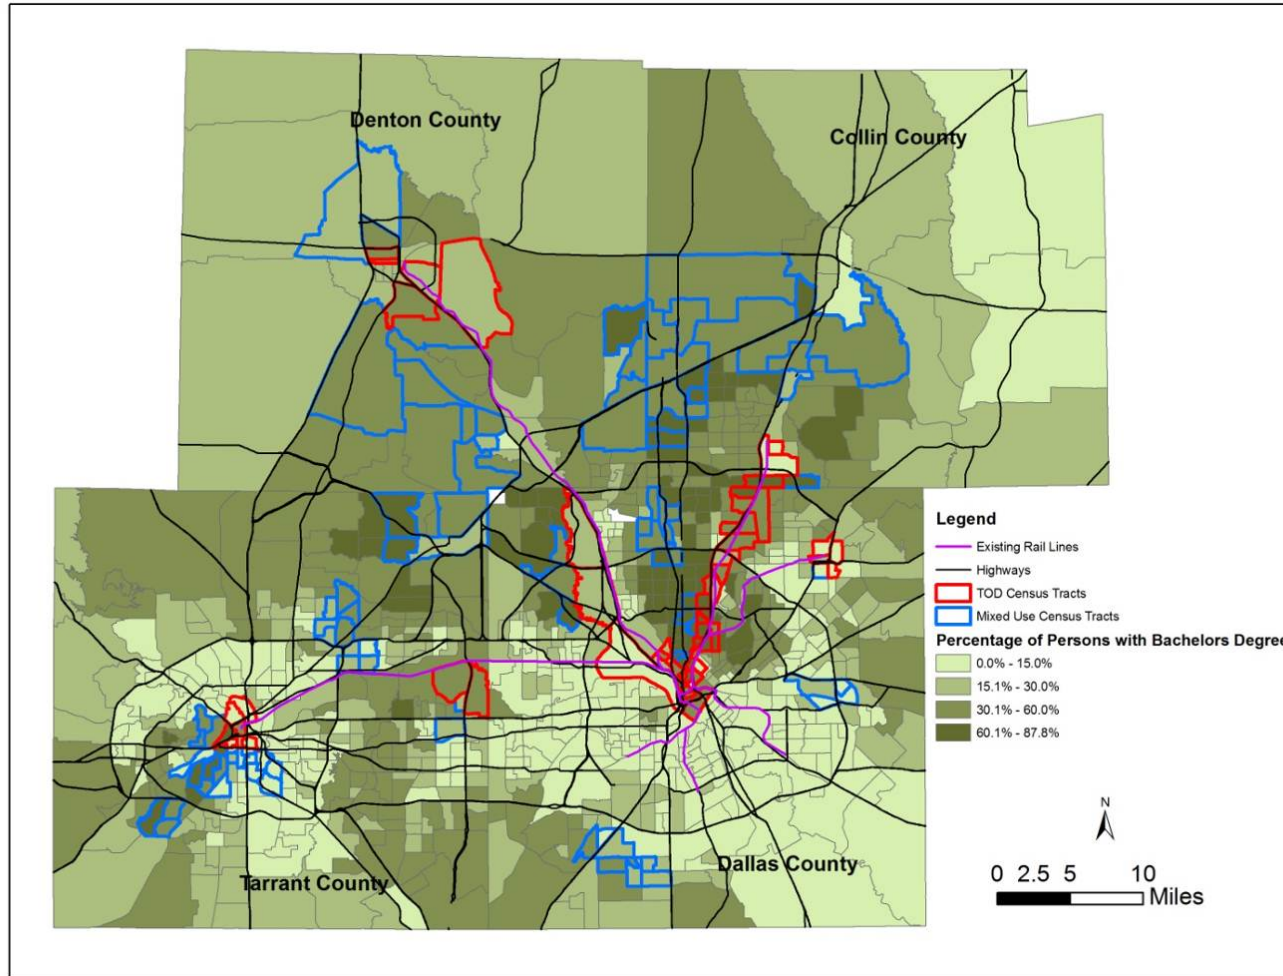 Denton County
Collin County
Legend
Existing Rail Lines
Highways
TOD Census Tracts
Mixed Use Census Tracts
Percentage of Persons with Bachelors Degree
0.0% - 15.0%
15.1% - 30.0%
30.1% - 60.0%
60.1% - 87.8%
N
Dallas County
Tarrant County
0 2.5 5 10
Miles